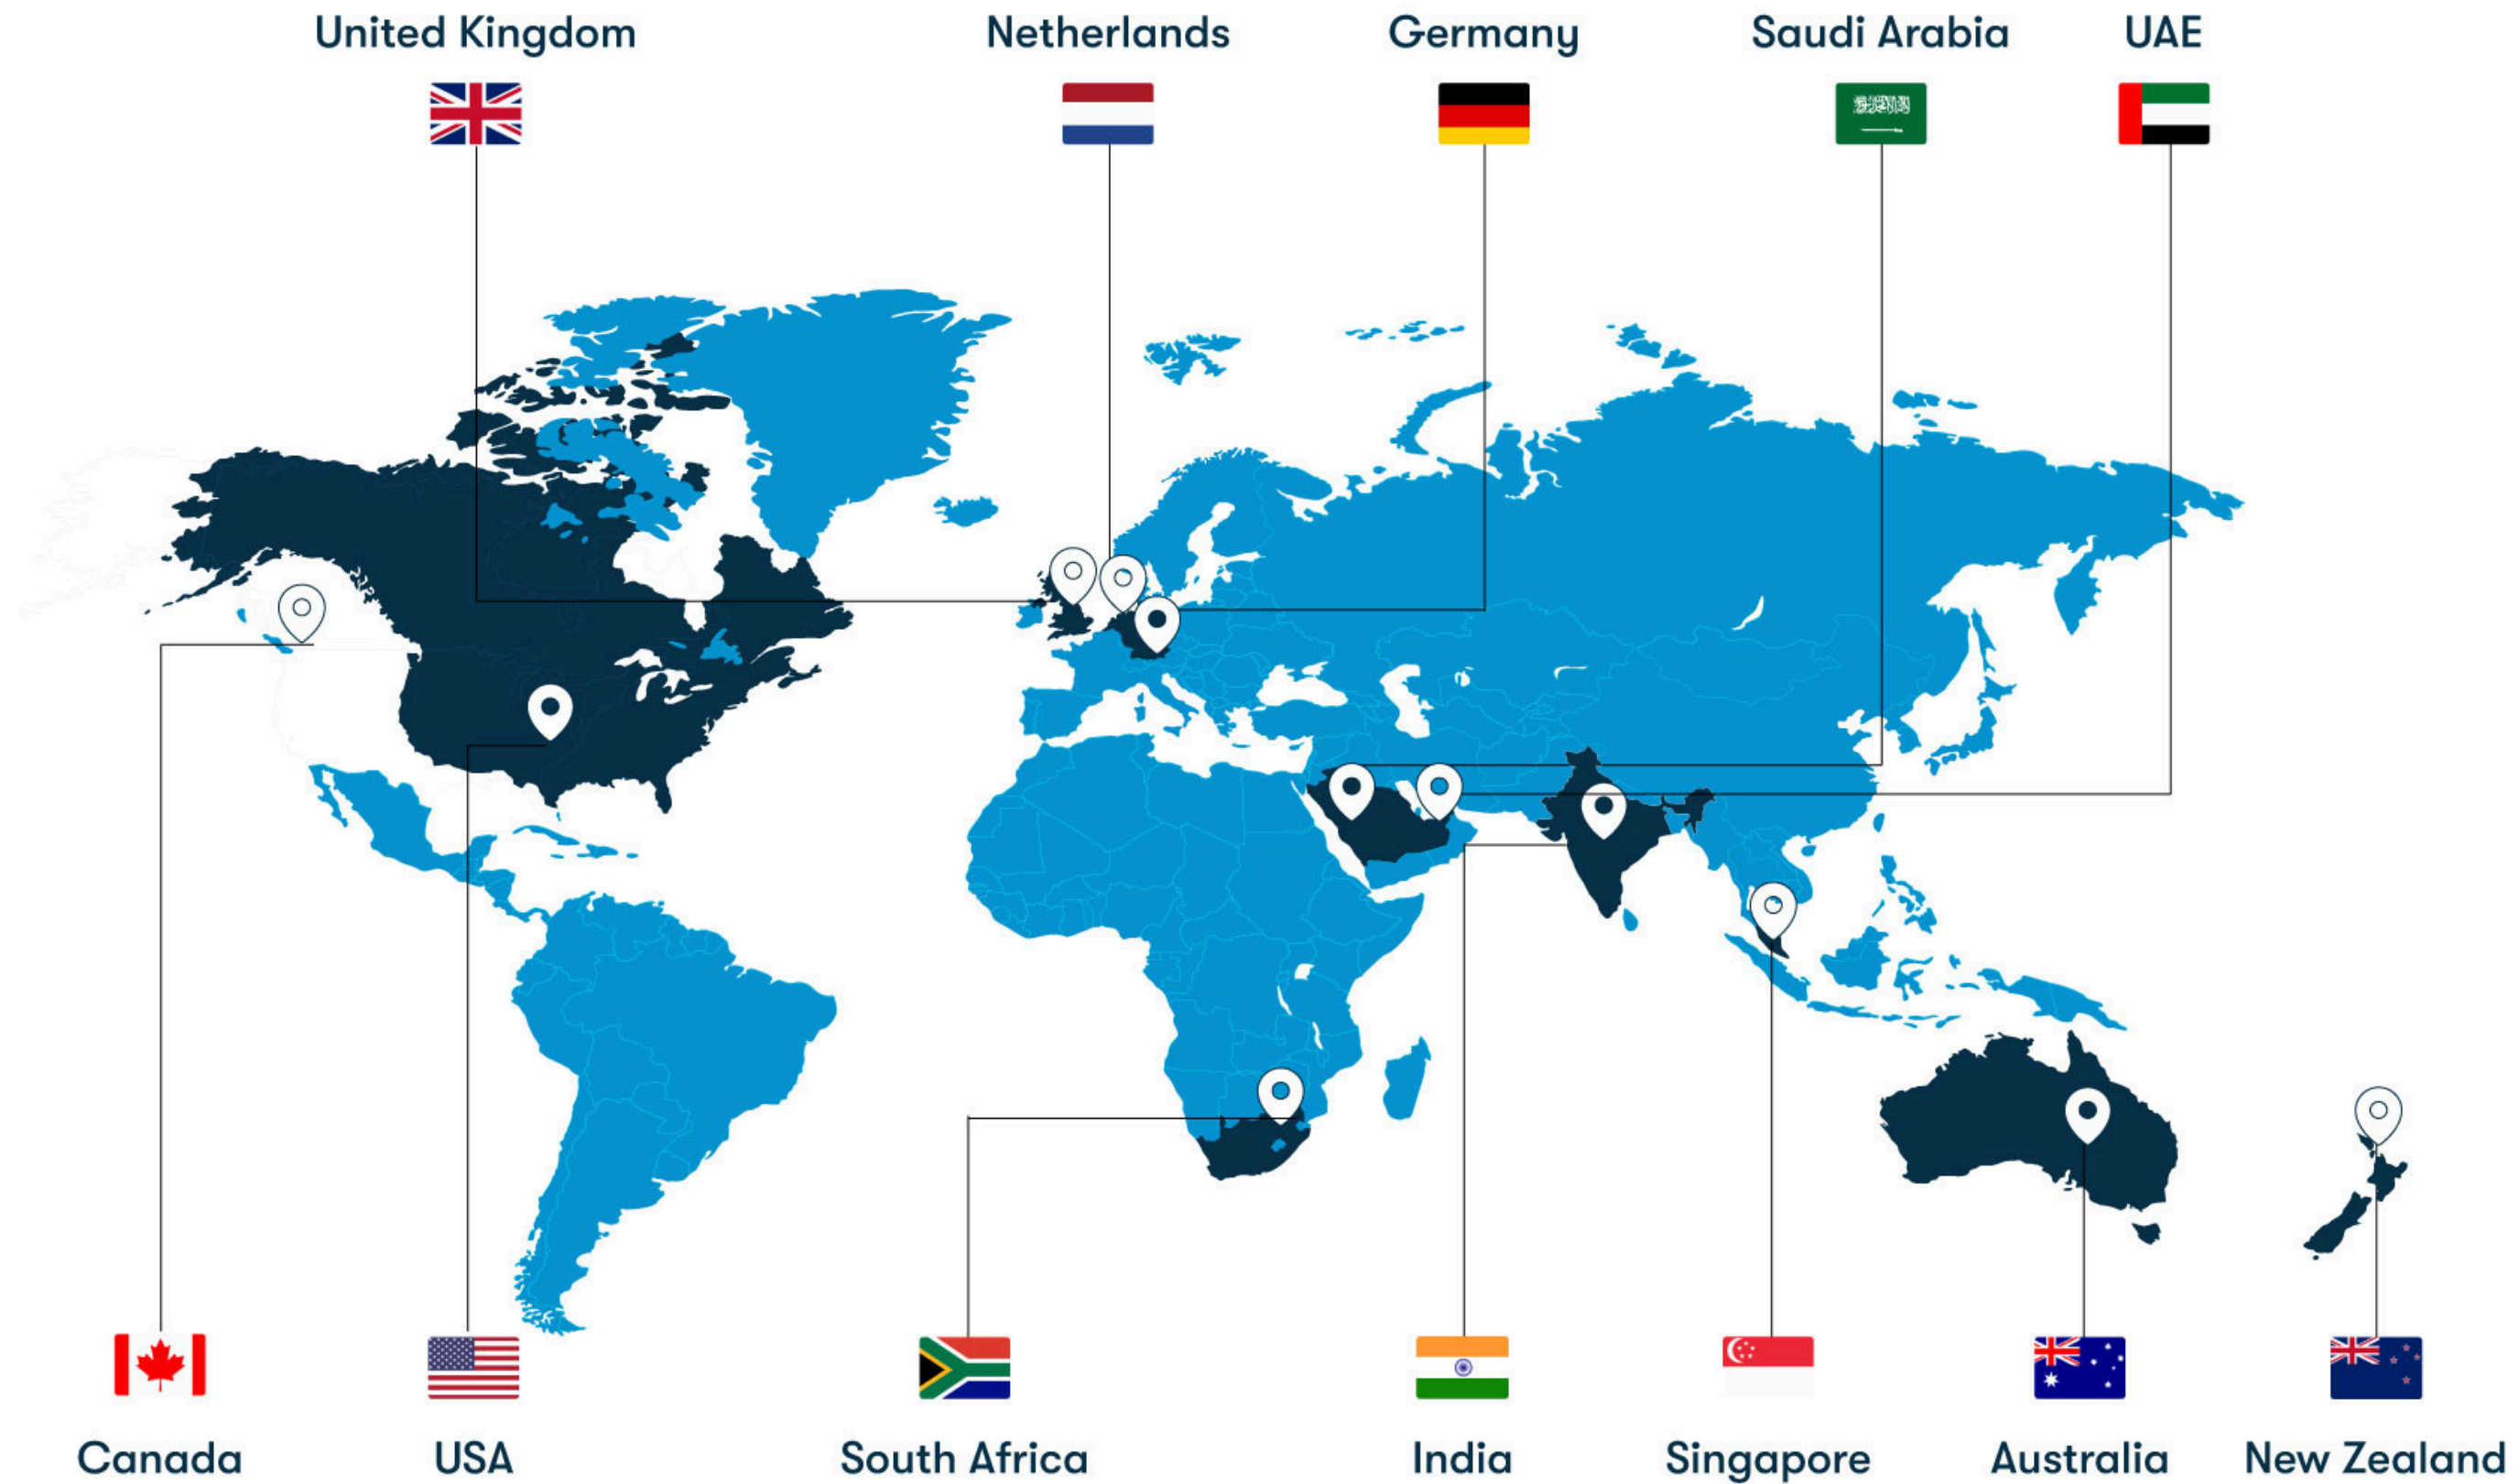 United Kingdom
Netherlands
Germany
Saudi Arabia
UAE
Canada
USA
South Africa
India
Singapore
Australia
New Zealand